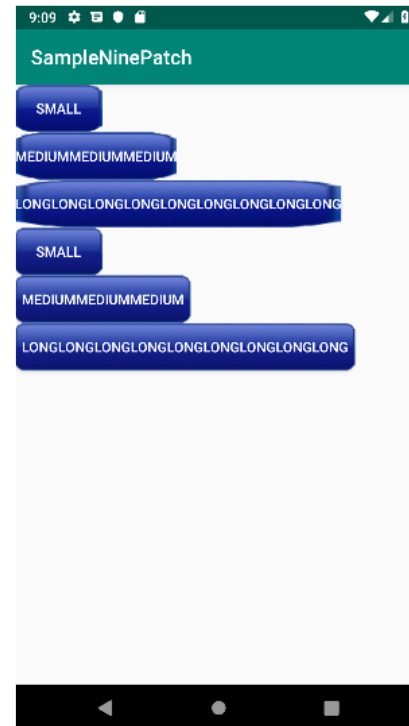 9:09
SampleNinePatch
SMALL
MEDIUMMEDIUMMEDIUM
LONGLONGLONGLONGLONGLONGLONGLONGLONG
SMALL
MEDIUMMEDIUMMEDIUM
LONGLONGLONGLONGLONGLONGLONGLONGLONG